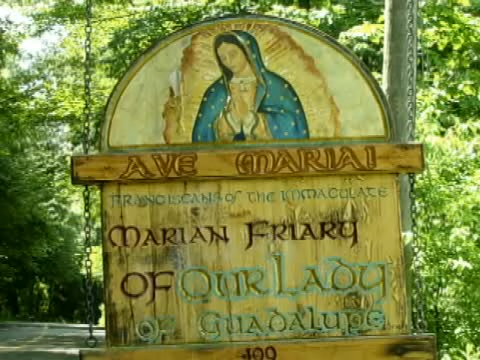 AVE MARIA!
FRANCISCANS OF THE IMMACULATE
MARIAN FRIARY
OF OUR LADY
OF GUADALUPE
199